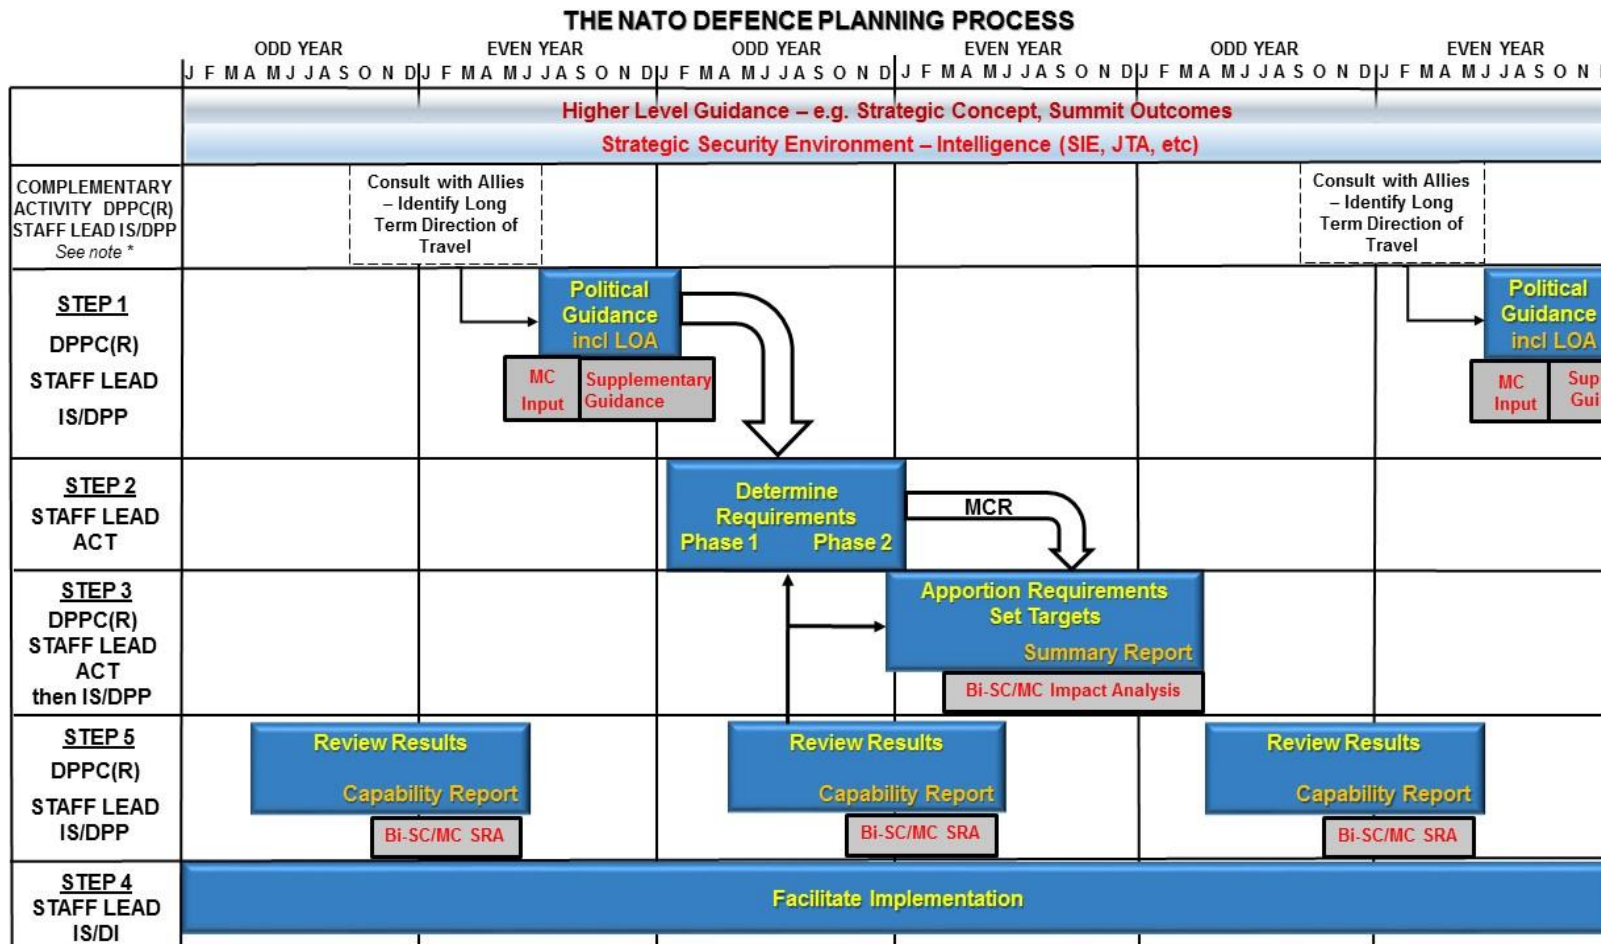 THE NATO DEFENCE PLANNING PROCESS
ODD YEAR EVEN YEAR ODD YEAR EVEN YEAR ODD YEAR EVEN YEAR
J F M A M J J A S O N D J F M A M J J A S O N D J F M A M J J A S O N D J F M A M J J A S O N D J F M A M J J A S O N D J F M A M J J A S O N
Higher Level Guidance – e.g. Strategic Concept, Summit Outcomes
Strategic Security Environment – Intelligence (SIE, JTA, etc)
COMPLEMENTARY
ACTIVITY DPPC(R)
STAFF LEAD IS/DPP
See note *
Consult with Allies
– Identify Long
Term Direction of
Travel
Consult with Allies
– Identify Long
Term Direction of
Travel
STEP 1
DPPC(R)
STAFF LEAD
IS/DPP
Political
Guidance
incl LOA
MC
Input
Supplementary
Guidance
Political
Guidance
incl LOA
MC
Input
Sup
Gui
STEP 2
STAFF LEAD
ACT
Determine
Requirements
Phase 1 Phase 2
MCR
STEP 3
DPPC(R)
STAFF LEAD
ACT
then IS/DPP
Apportion Requirements
Set Targets
Summary Report
Bi-SC/MC Impact Analysis
STEP 5
DPPC(R)
STAFF LEAD
IS/DPP
Review Results
Capability Report
Bi-SC/MC SRA
Review Results
Capability Report
Bi-SC/MC SRA
Review Results
Capability Report
Bi-SC/MC SRA
STEP 4
STAFF LEAD
IS/DI
Facilitate Implementation